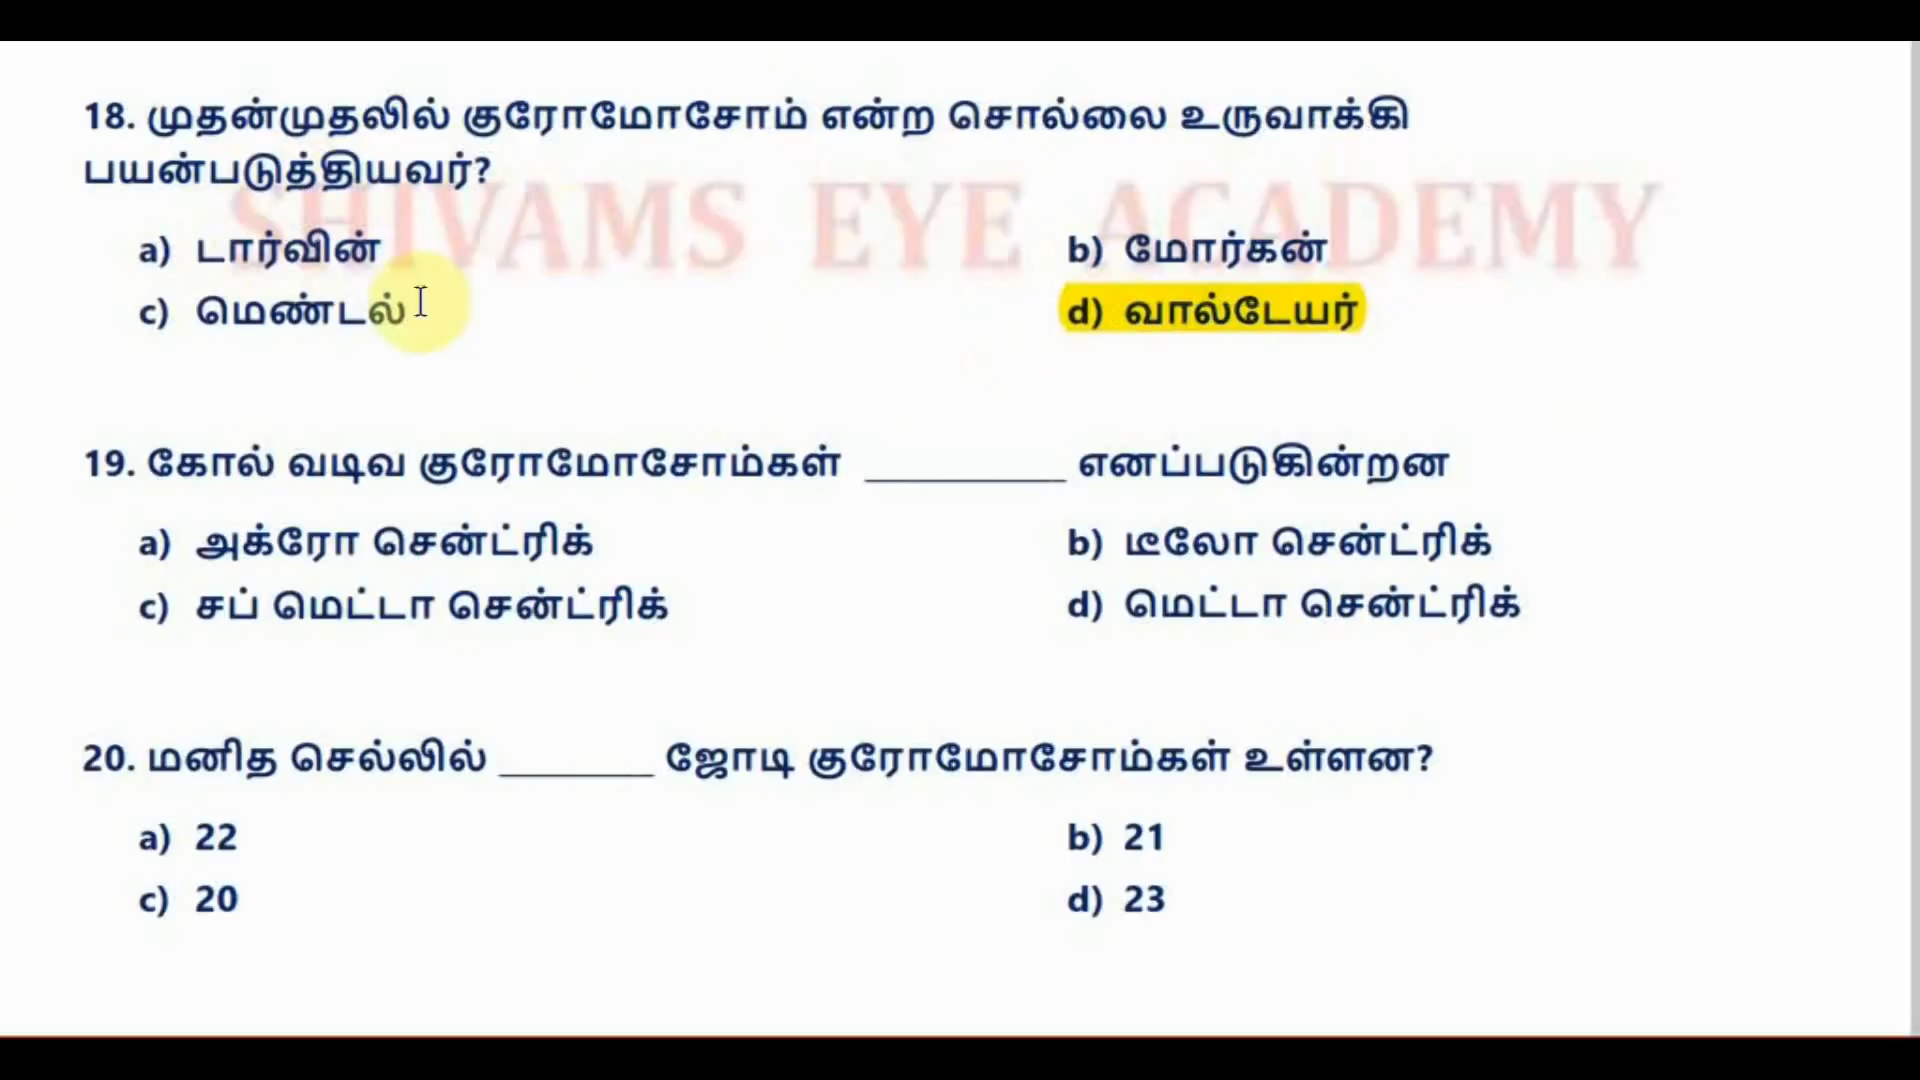 SHIVAMS EYE ACADEMY
18. முதன்முதலில் குரோமோசோம் என்ற சொல்லை உருவாக்கி
பயன்படுத்தியவர்?
a) டார்வின் b) மோர்கன்
c) மெண்டல் d) வால்டேயர்
19. கோல் வடிவ குரோமோசோம்கள் __________ எனப்படுகின்றன
a) அக்ரோ சென்ட்ரிக் b) டீலோ சென்ட்ரிக்
c) சப் மெட்டா சென்ட்ரிக் d) மெட்டா சென்ட்ரிக்
20. மனித செல்லில் ________ ஜோடி குரோமோசோம்கள் உள்ளன?
a) 22 b) 21
c) 20 d) 23